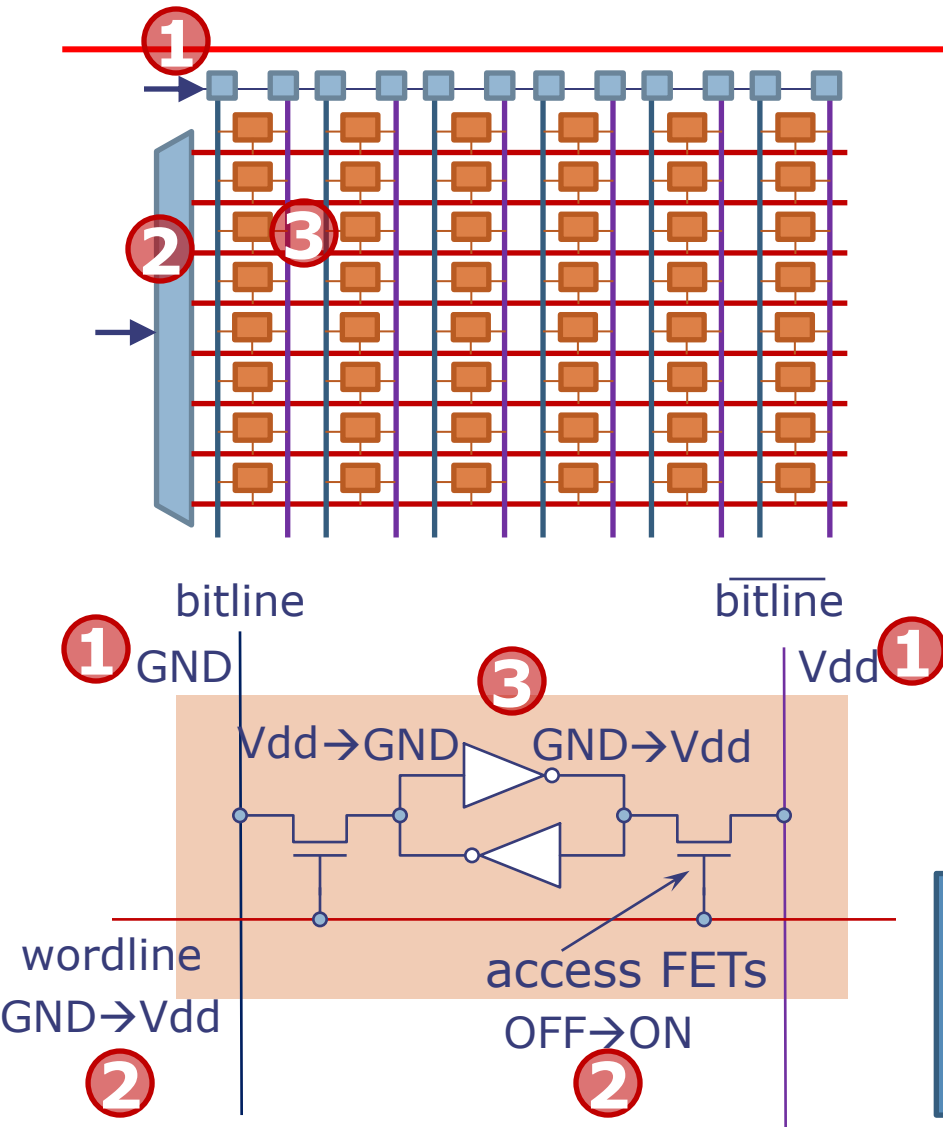 1
2
3
bitline
bitline
1
GND
3
Vdd
1
Vdd→GND
GND→Vdd
wordline
access FETs
GND→Vdd
OFF→ON
2
2